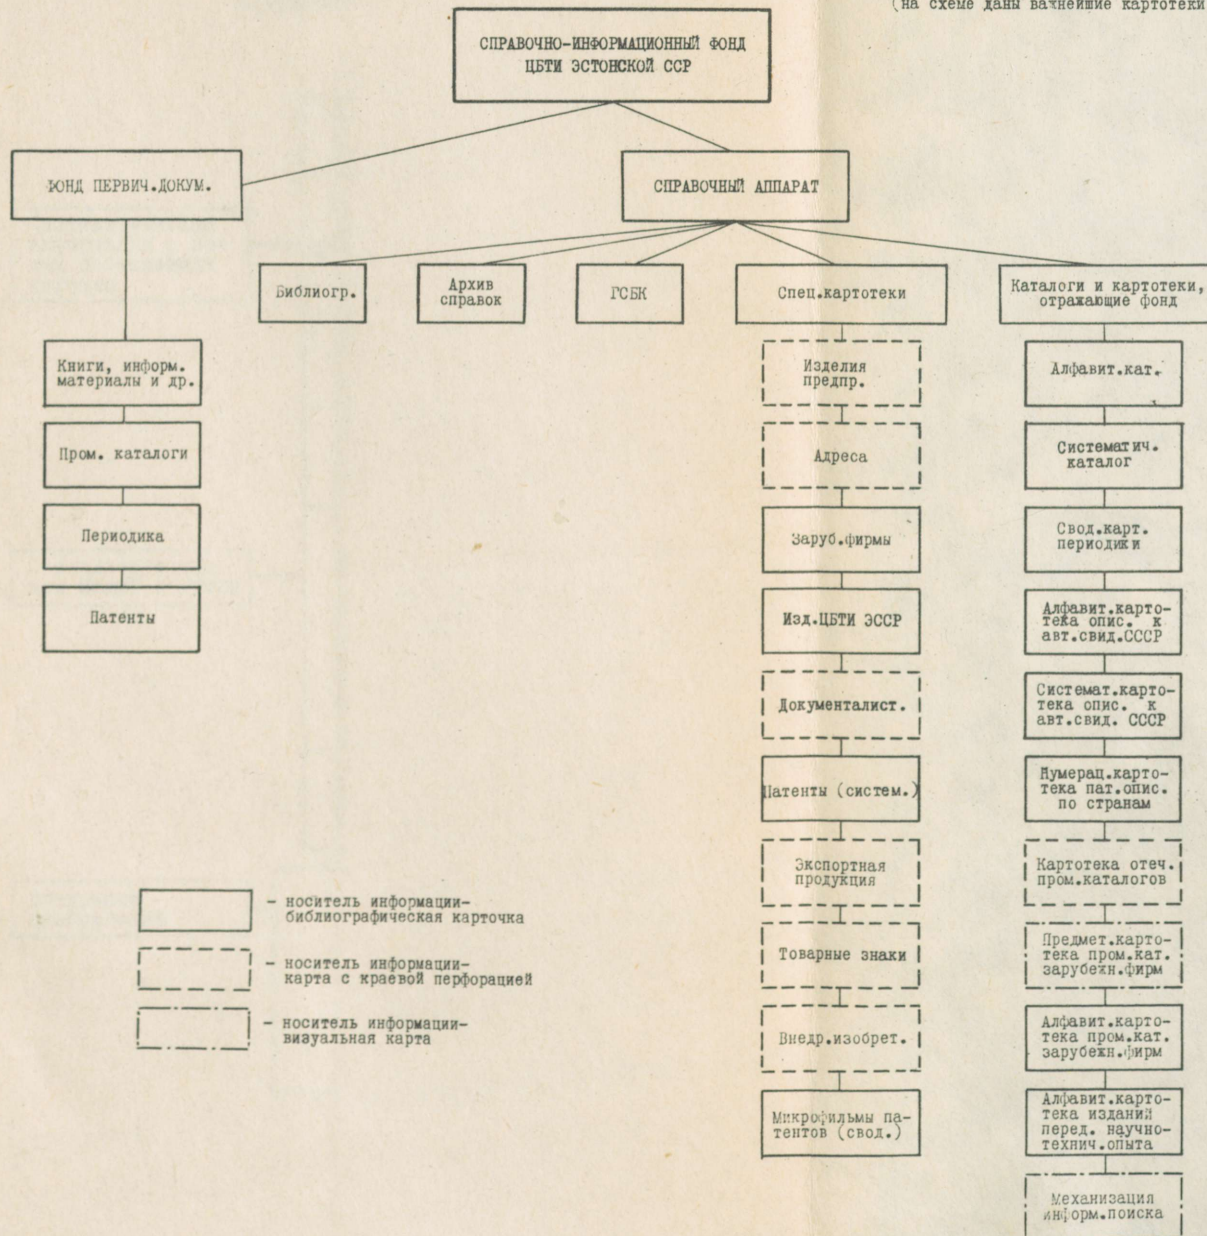 (на схеме даны важнейшие картотеки
СПРАВОЧНО-ИНФОРМАЦИОННЫЙ ФОНД
ЦБТИ ЭСТОНСКОЙ ССР
ФОНД ПЕРВИЧ.ДОКУМ.
СПРАВОЧНЫЙ АППАРАТ
Библиогр.
Архив
справок
ГСБК
Спец.картотеки
Каталоги и картотеки,
отражающие фонд
Книги, информ.
материалы и др.
Пром. каталоги
Периодика
Патенты
Изделия
предпр.
Адреса
Заруб.фирмы
Изд.ЦБТИ ЭССР
Документалист.
Патенты (систем.)
Экспортная
продукция
Товарные знаки
Внедр.изобрет.
Микрофильмы па-
тентов (свод.)
Алфавит.кат.
Систематич.
каталог
Свод.карт.
периодики
Алфавит.карто-
тека опис. к
авт.свид.СССР
Системат.карто-
тека опис. к
авт.свид. СССР
Нумерац.карто-
тека пат.опис.
по странам
Картотека отеч.
пром.каталогов
Предмет.карто-
тека пром.кат.
зарубежн.фирм
Алфавит.карто-
тека пром.кат.
зарубежн.фирм
Алфавит.карто-
тека изданий
перед. научно-
технич.опыта
Механизация
информ.поиска
- носитель информации-
библиографическая карточка
- носитель информации-
карта с краевой перфорацией
- носитель информации-
визуальная карта